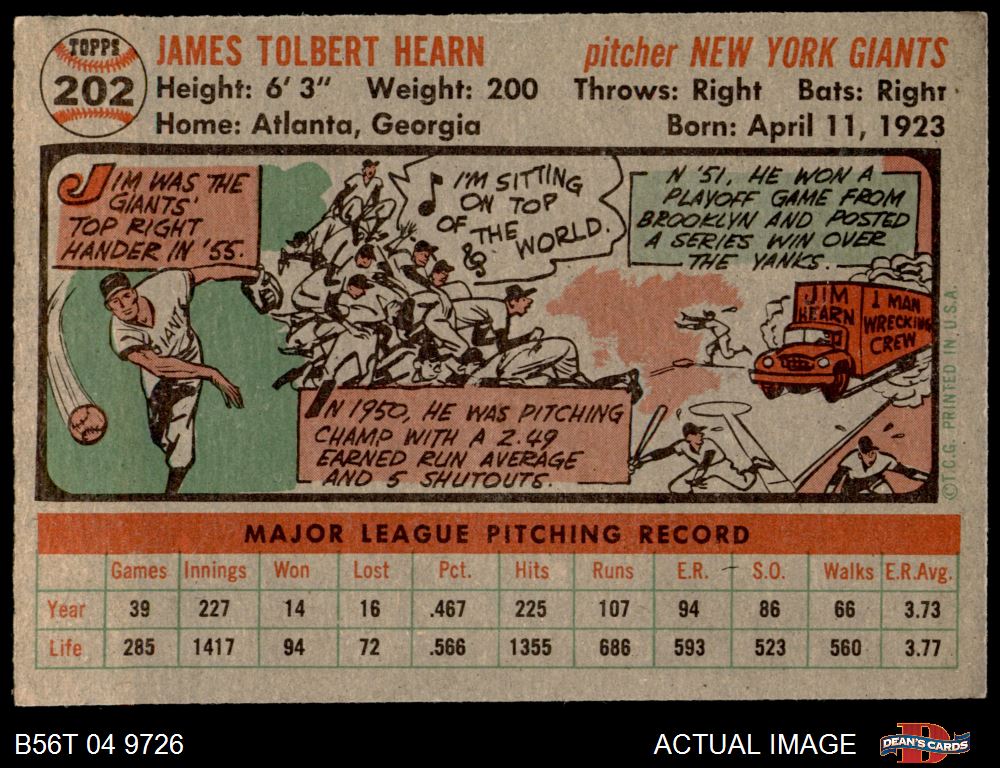 TOPPS
202
JAMES TOLBERT HEARN
pitcher NEW YORK GIANTS
Height: 6' 3" Weight: 200 Throws: Right Bats: Right
Home: Atlanta, Georgia Born: April 11, 1923
JIM WAS THE
GIANTS'
TOP RIGHT
HANDER IN '55.
GIANTS
I'M SITTING
ON TOP
OF THE
WORLD.
IN 1950, HE WAS PITCHING
CHAMP WITH A 2.49
EARNED RUN AVERAGE
AND 5 SHUTOUTS.
N '51, HE WON A
PLAYOFF GAME FROM
BROOKLYN AND POSTED
A SERIES WIN OVER
THE YANKS.
JIM
HEARN
1 MAN
WRECKING
CREW
©T.C.G. PRINTED IN U.S.A.
MAJOR LEAGUE PITCHING RECORD
Games Innings Won Lost Pct. Hits Runs E.R. S.O. Walks E.R.Avg.
Year 39 227 14 16 .467 225 107 94 86 66 3.73
Life 285 1417 94 72 .566 1355 686 593 523 560 3.77
B56T 04 9726
ACTUAL IMAGE
DEAN'S CARDS